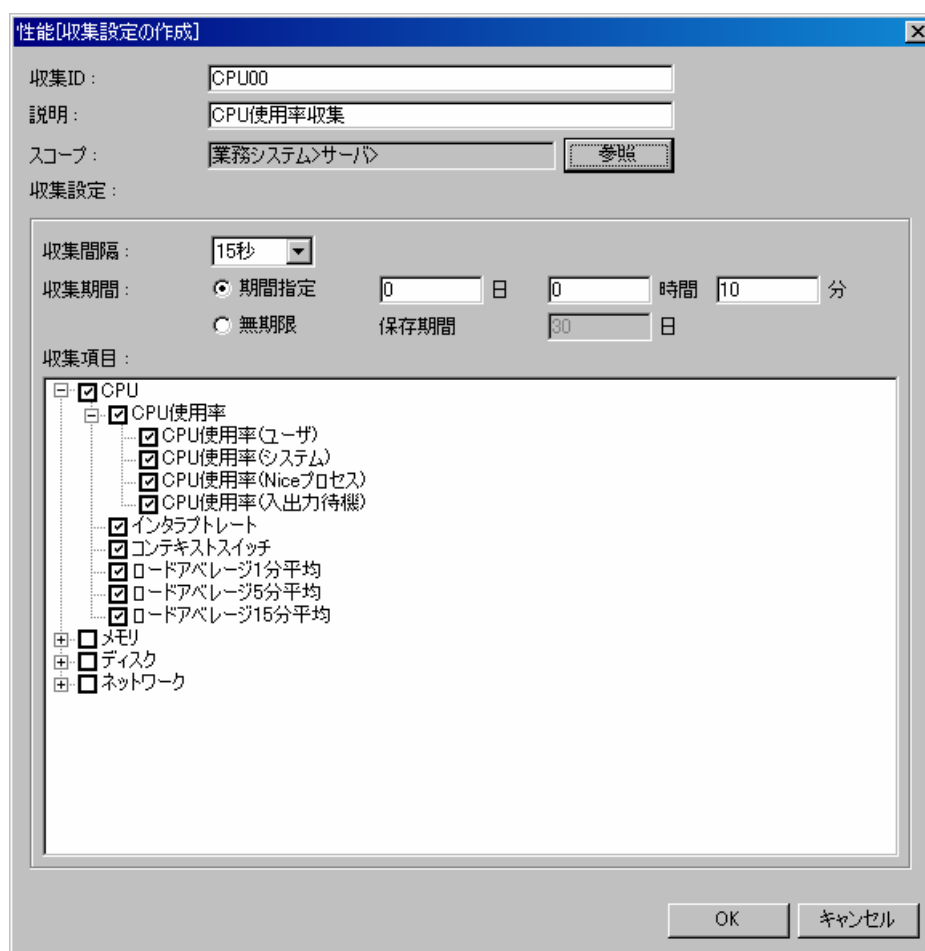 性能[収集設定の作成]
収集ID : CPU00
説明 : CPU使用率収集
スコープ : 業務システム>サーバ> 参照
収集設定 :
収集間隔 : 15秒
収集期間 : 期間指定 0 日 0 時間 10 分
無期限 保存期間 30 日
収集項目 :
CPU
CPU使用率
CPU使用率(ユーザ)
CPU使用率(システム)
CPU使用率(Niceプロセス)
CPU使用率(入出力待機)
インタラプトレート
コンテキストスイッチ
ロードアベレージ1分平均
ロードアベレージ5分平均
ロードアベレージ15分平均
メモリ
ディスク
ネットワーク
OK キャンセル